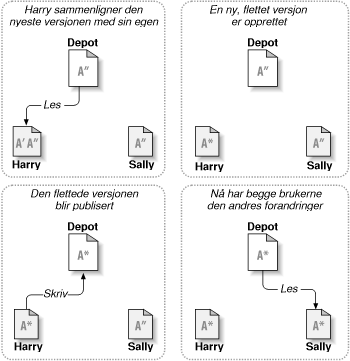 Harry sammenligner den
nyeste versjonen med sin egen
Depot
A"
Les
A' A"
A"
Harry
Sally
En ny, flettet versjon
er opprettet
Depot
A"
A*
A"
Harry
Sally
Den flettede versjonen
blir publisert
Depot
A*
Skriv
A*
A"
Harry
Sally
Nå har begge brukerne
den andres forandringer
Depot
A*
Les
A*
A*
Harry
Sally